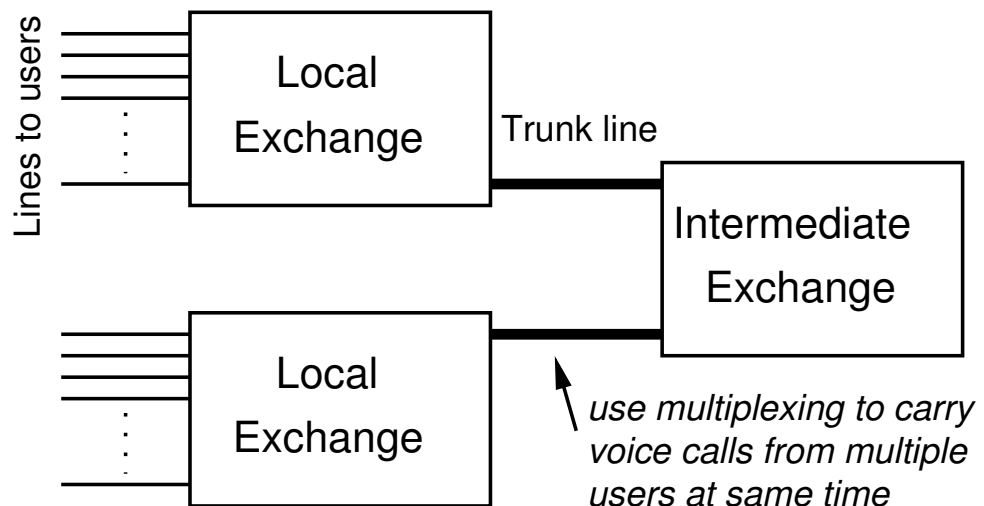 Lines to users
Local
Exchange
Trunk line
Intermediate
Exchange
Local
Exchange
use multiplexing to carry
voice calls from multiple
users at same time